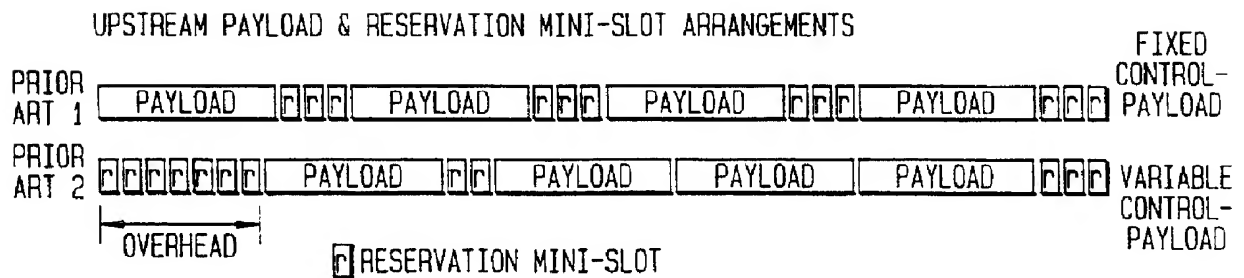 UPSTREAM PAYLOAD & RESERVATION MINI-SLOT ARRANGEMENTS
PRIOR ART 1
PAYLOAD r r r PAYLOAD r r r PAYLOAD r r r PAYLOAD r r r
FIXED
CONTROL-
PAYLOAD
PRIOR ART 2
r r r r r r r PAYLOAD r r PAYLOAD PAYLOAD PAYLOAD r r r
VARIABLE
CONTROL-
PAYLOAD
OVERHEAD
r RESERVATION MINI-SLOT